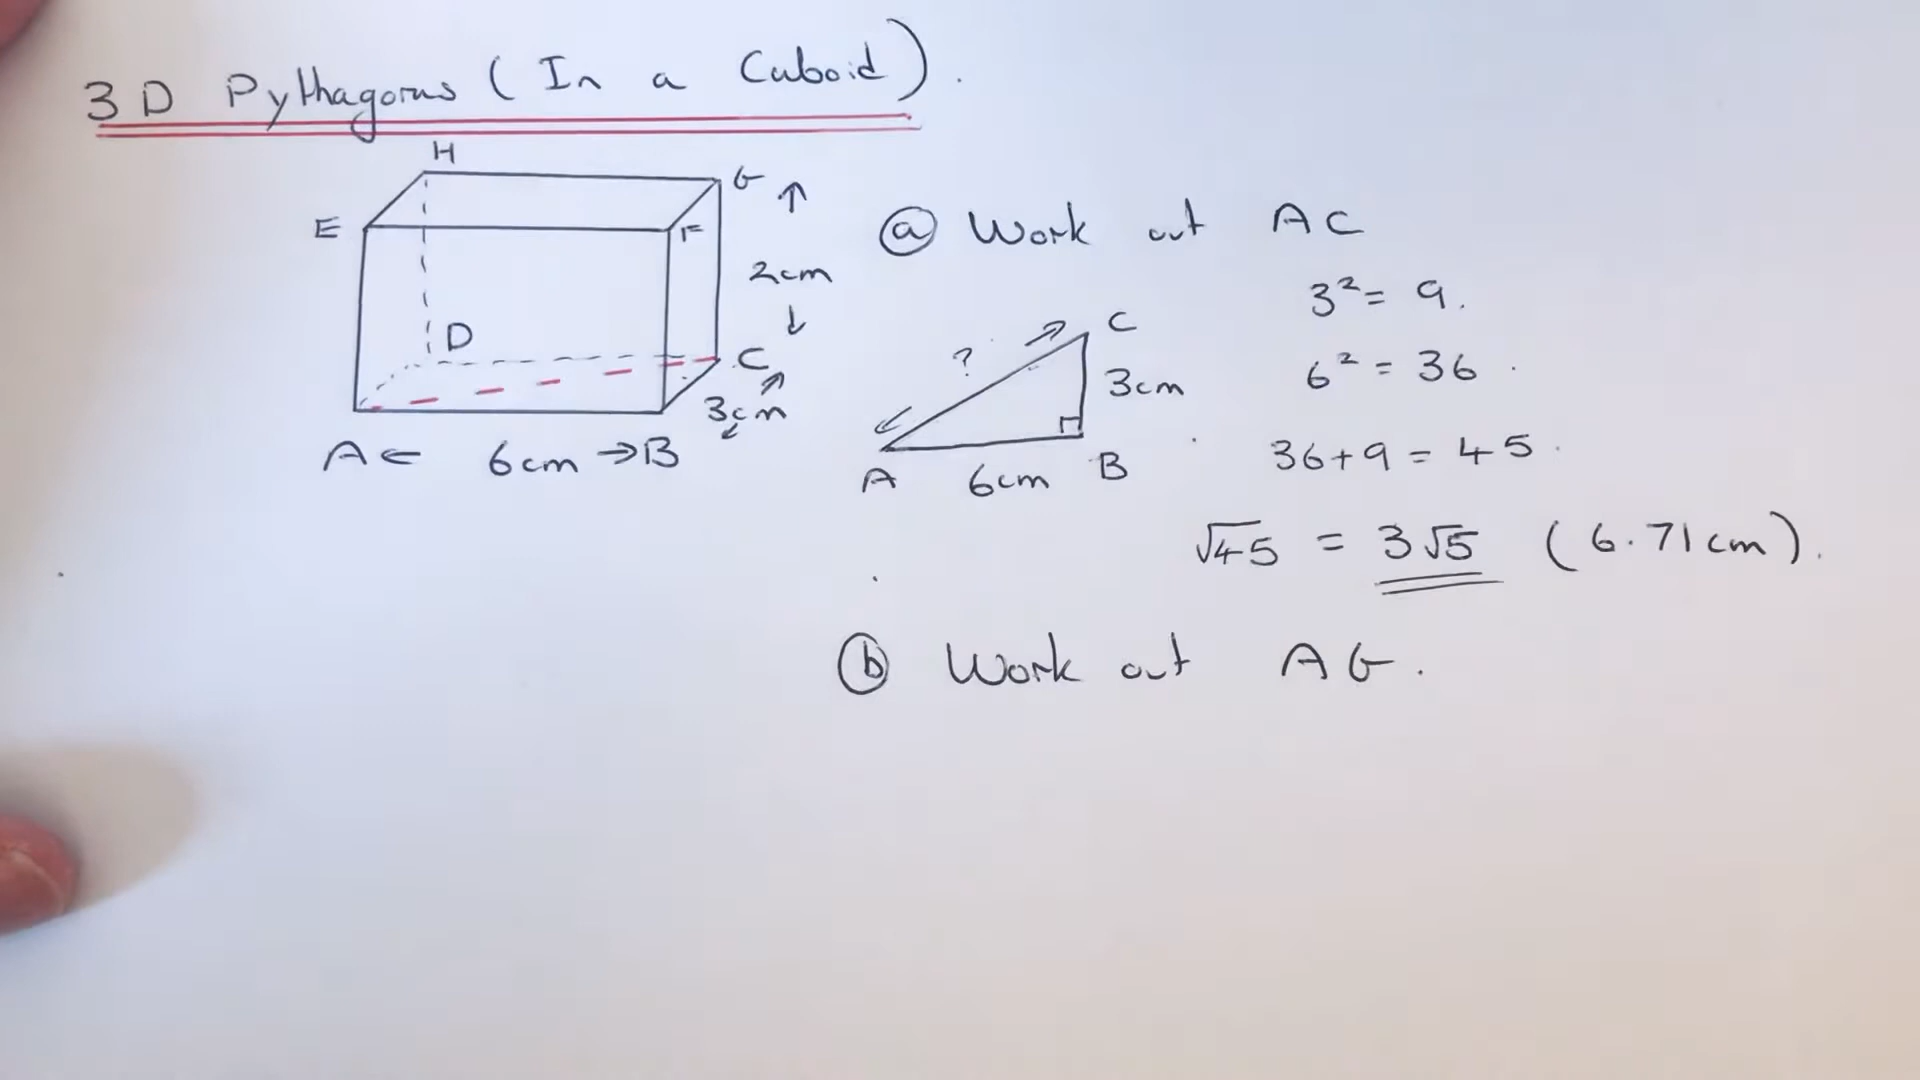 3D Pythagoras (In a Cuboid).
H
G
E
F
2cm
D
C
3cm
A ← 6cm → B
ⓐ Work out AC
?
C
3cm
A
6cm
B
3² = 9.
6² = 36
36+9 = 45
√45 = 3√5 (6.71cm).
ⓑ Work out AG.